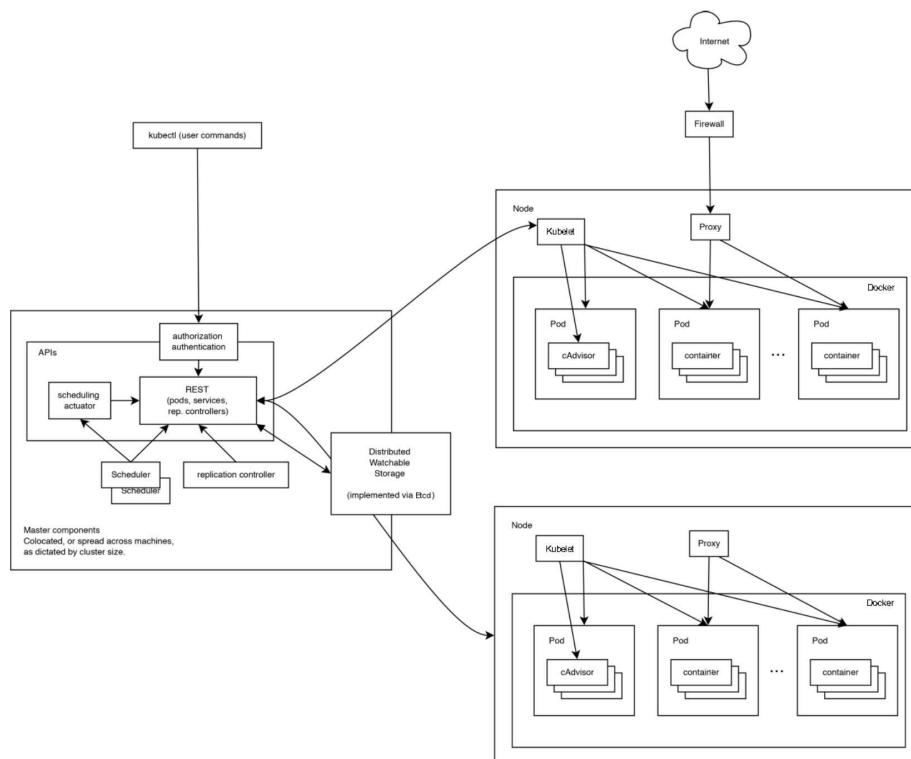 Internet
Firewall
kubectl (user commands)
Node
Kubelet
Proxy
Docker
Pod
cAdvisor
Pod
container
...
Pod
container
authorization
authentication
APIs
REST
(pods, services,
rep. controllers)
scheduling
actuator
Scheduler
Scheduler
replication controller
Distributed
Watchable
Storage
(implemented via Etcd)
Master components
Colocated, or spread across machines,
as dictated by cluster size.
Node
Kubelet
Proxy
Docker
Pod
cAdvisor
Pod
container
...
Pod
container